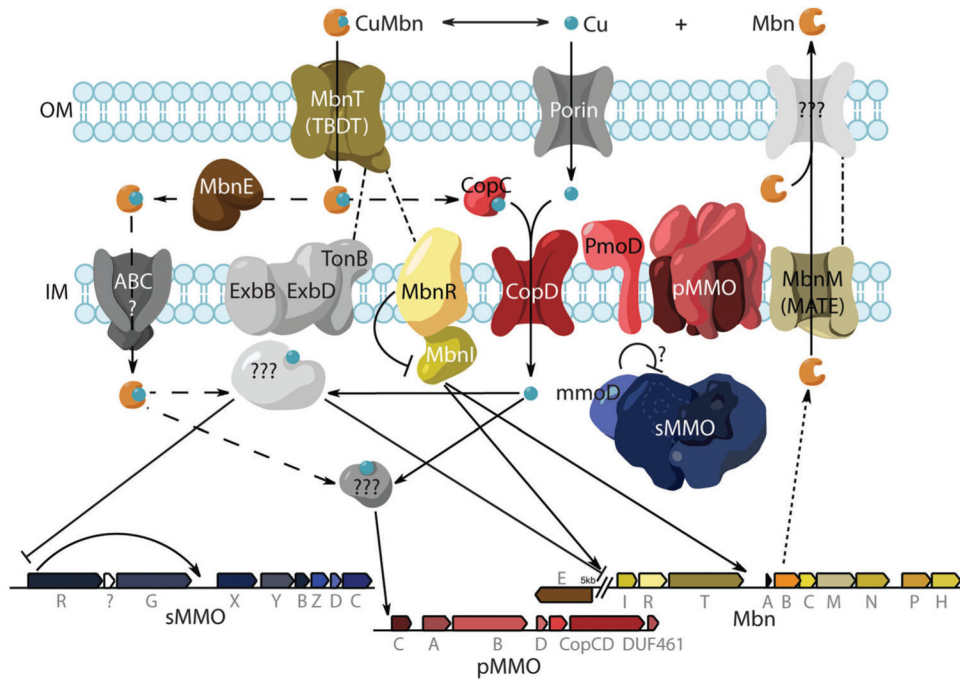 CuMbn
Cu
+
Mbn
OM
MbnT
(TBDT)
Porin
???
MbnE
CopC
TonB
PmoD
ABC
?
IM
ExbB
ExbD
MbnR
CopD
pMMO
MbnM
(MATE)
MbnI
???
?
mmoD
sMMO
???
E
5kb
R ? G X Y B Z D C
I R T A B C M N P H
sMMO
Mbn
C A B D CopCD DUF461
pMMO